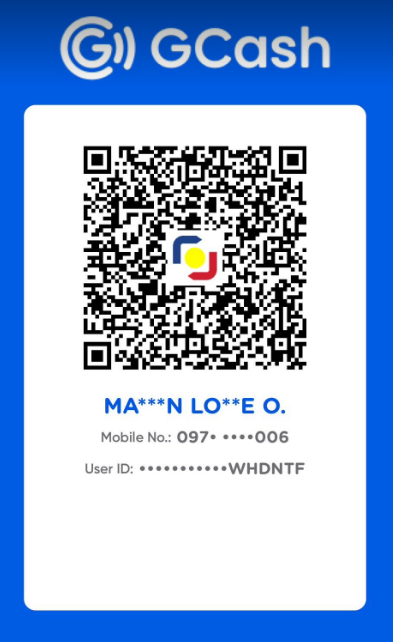 GCash
MA***N LO**E O.
Mobile No.: 097• ••••006
User ID: •••••••••••WHDNTF